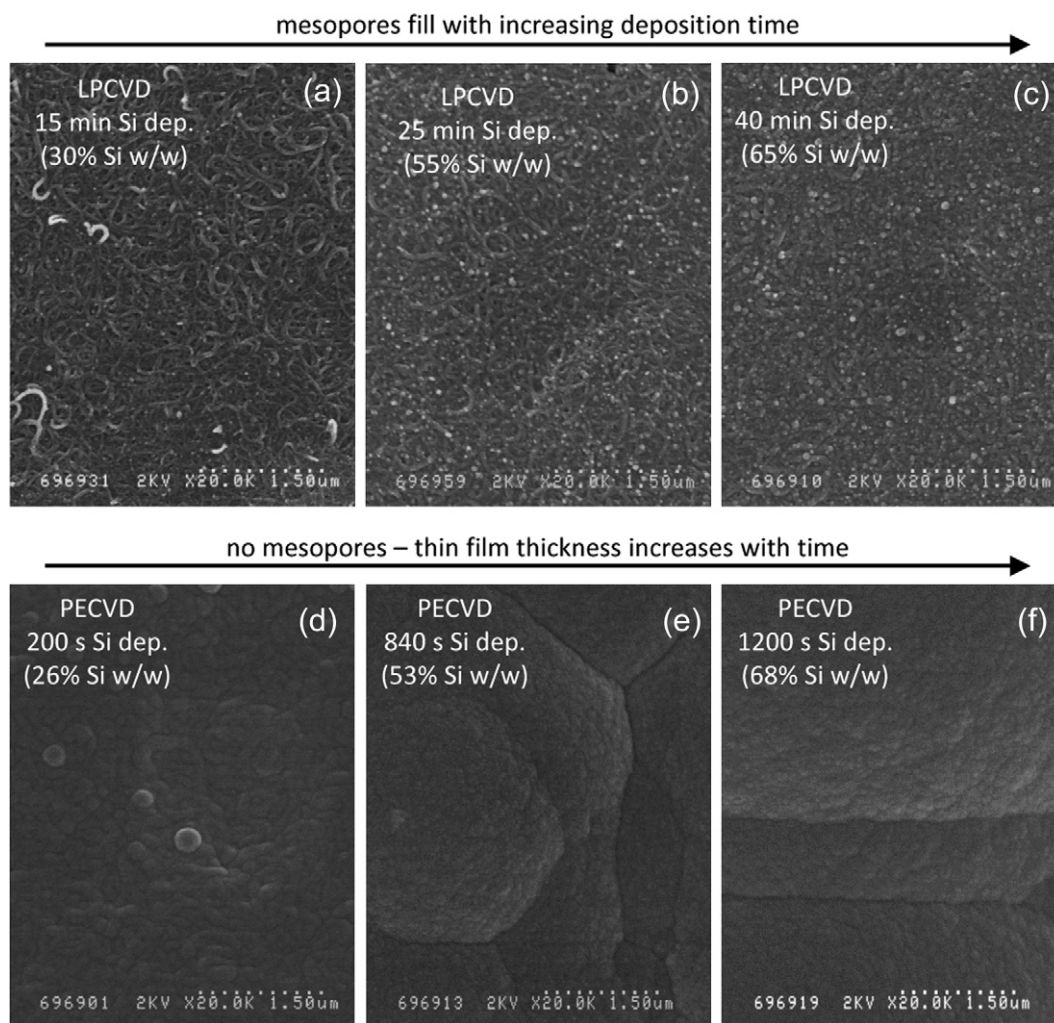 mesopores fill with increasing deposition time
LPCVD
15 min Si dep.
(30% Si w/w)
(a)
696931 2KV X20.0K 1.50um
LPCVD
25 min Si dep.
(55% Si w/w)
(b)
696959 2KV X20.0K 1.50um
LPCVD
40 min Si dep.
(65% Si w/w)
(c)
696910 2KV X20.0K 1.50um
no mesopores – thin film thickness increases with time
PECVD
200 s Si dep.
(26% Si w/w)
(d)
696901 2KV X20.0K 1.50um
PECVD
840 s Si dep.
(53% Si w/w)
(e)
696913 2KV X20.0K 1.50um
PECVD
1200 s Si dep.
(68% Si w/w)
(f)
696919 2KV X20.0K 1.50um